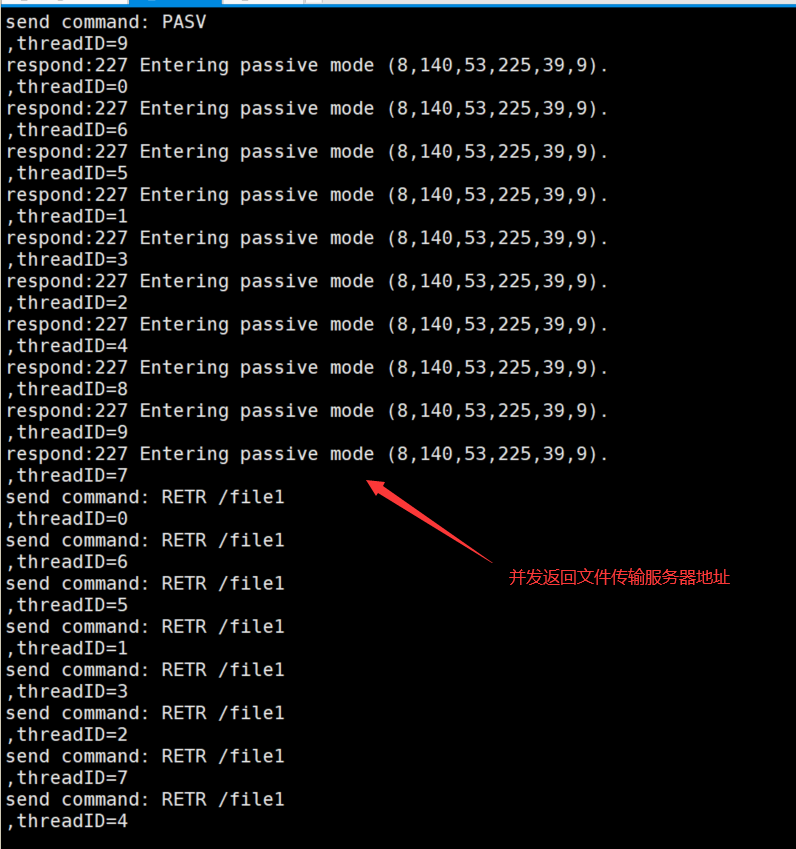 send command: PASV
,threadID=9
respond:227 Entering passive mode (8,140,53,225,39,9).
,threadID=0
respond:227 Entering passive mode (8,140,53,225,39,9).
,threadID=6
respond:227 Entering passive mode (8,140,53,225,39,9).
,threadID=5
respond:227 Entering passive mode (8,140,53,225,39,9).
,threadID=1
respond:227 Entering passive mode (8,140,53,225,39,9).
,threadID=3
respond:227 Entering passive mode (8,140,53,225,39,9).
,threadID=2
respond:227 Entering passive mode (8,140,53,225,39,9).
,threadID=4
respond:227 Entering passive mode (8,140,53,225,39,9).
,threadID=8
respond:227 Entering passive mode (8,140,53,225,39,9).
,threadID=9
respond:227 Entering passive mode (8,140,53,225,39,9).
,threadID=7
send command: RETR /file1
,threadID=0
send command: RETR /file1
,threadID=6
send command: RETR /file1
并发返回文件传输服务器地址
,threadID=5
send command: RETR /file1
,threadID=1
send command: RETR /file1
,threadID=3
send command: RETR /file1
,threadID=2
send command: RETR /file1
,threadID=7
send command: RETR /file1
,threadID=4